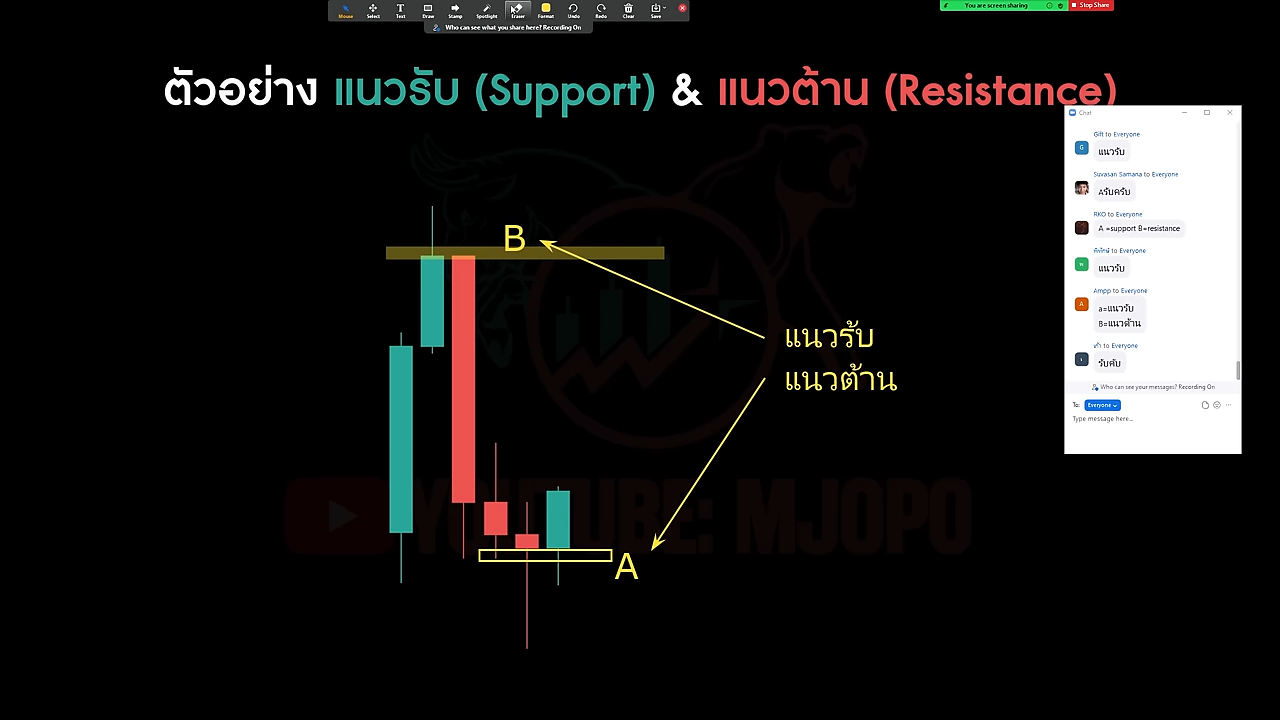 Mouse Select Text Draw Stamp Spotlight Eraser Format Undo Redo Clear Save
Who can see what you share here? Recording On
You are screen sharing Stop Share
ตัวอย่าง แนวรับ (Support) & แนวต้าน (Resistance)
Chat
Gift to Everyone
G
แนวรับ
Suvasan Samana to Everyone
Aรับครับ
RKO to Everyone
A =support B=resistance
พิทักษ์ to Everyone
แนวรับ
Ampp to Everyone
A
a=แนวรับ
B=แนวต้าน
to Everyone
รับคับ
Who can see your messages? Recording On
To: Everyone
Type message here...
B
แนวรับ
แนวต้าน
A
YOUTUBE: MJOPO